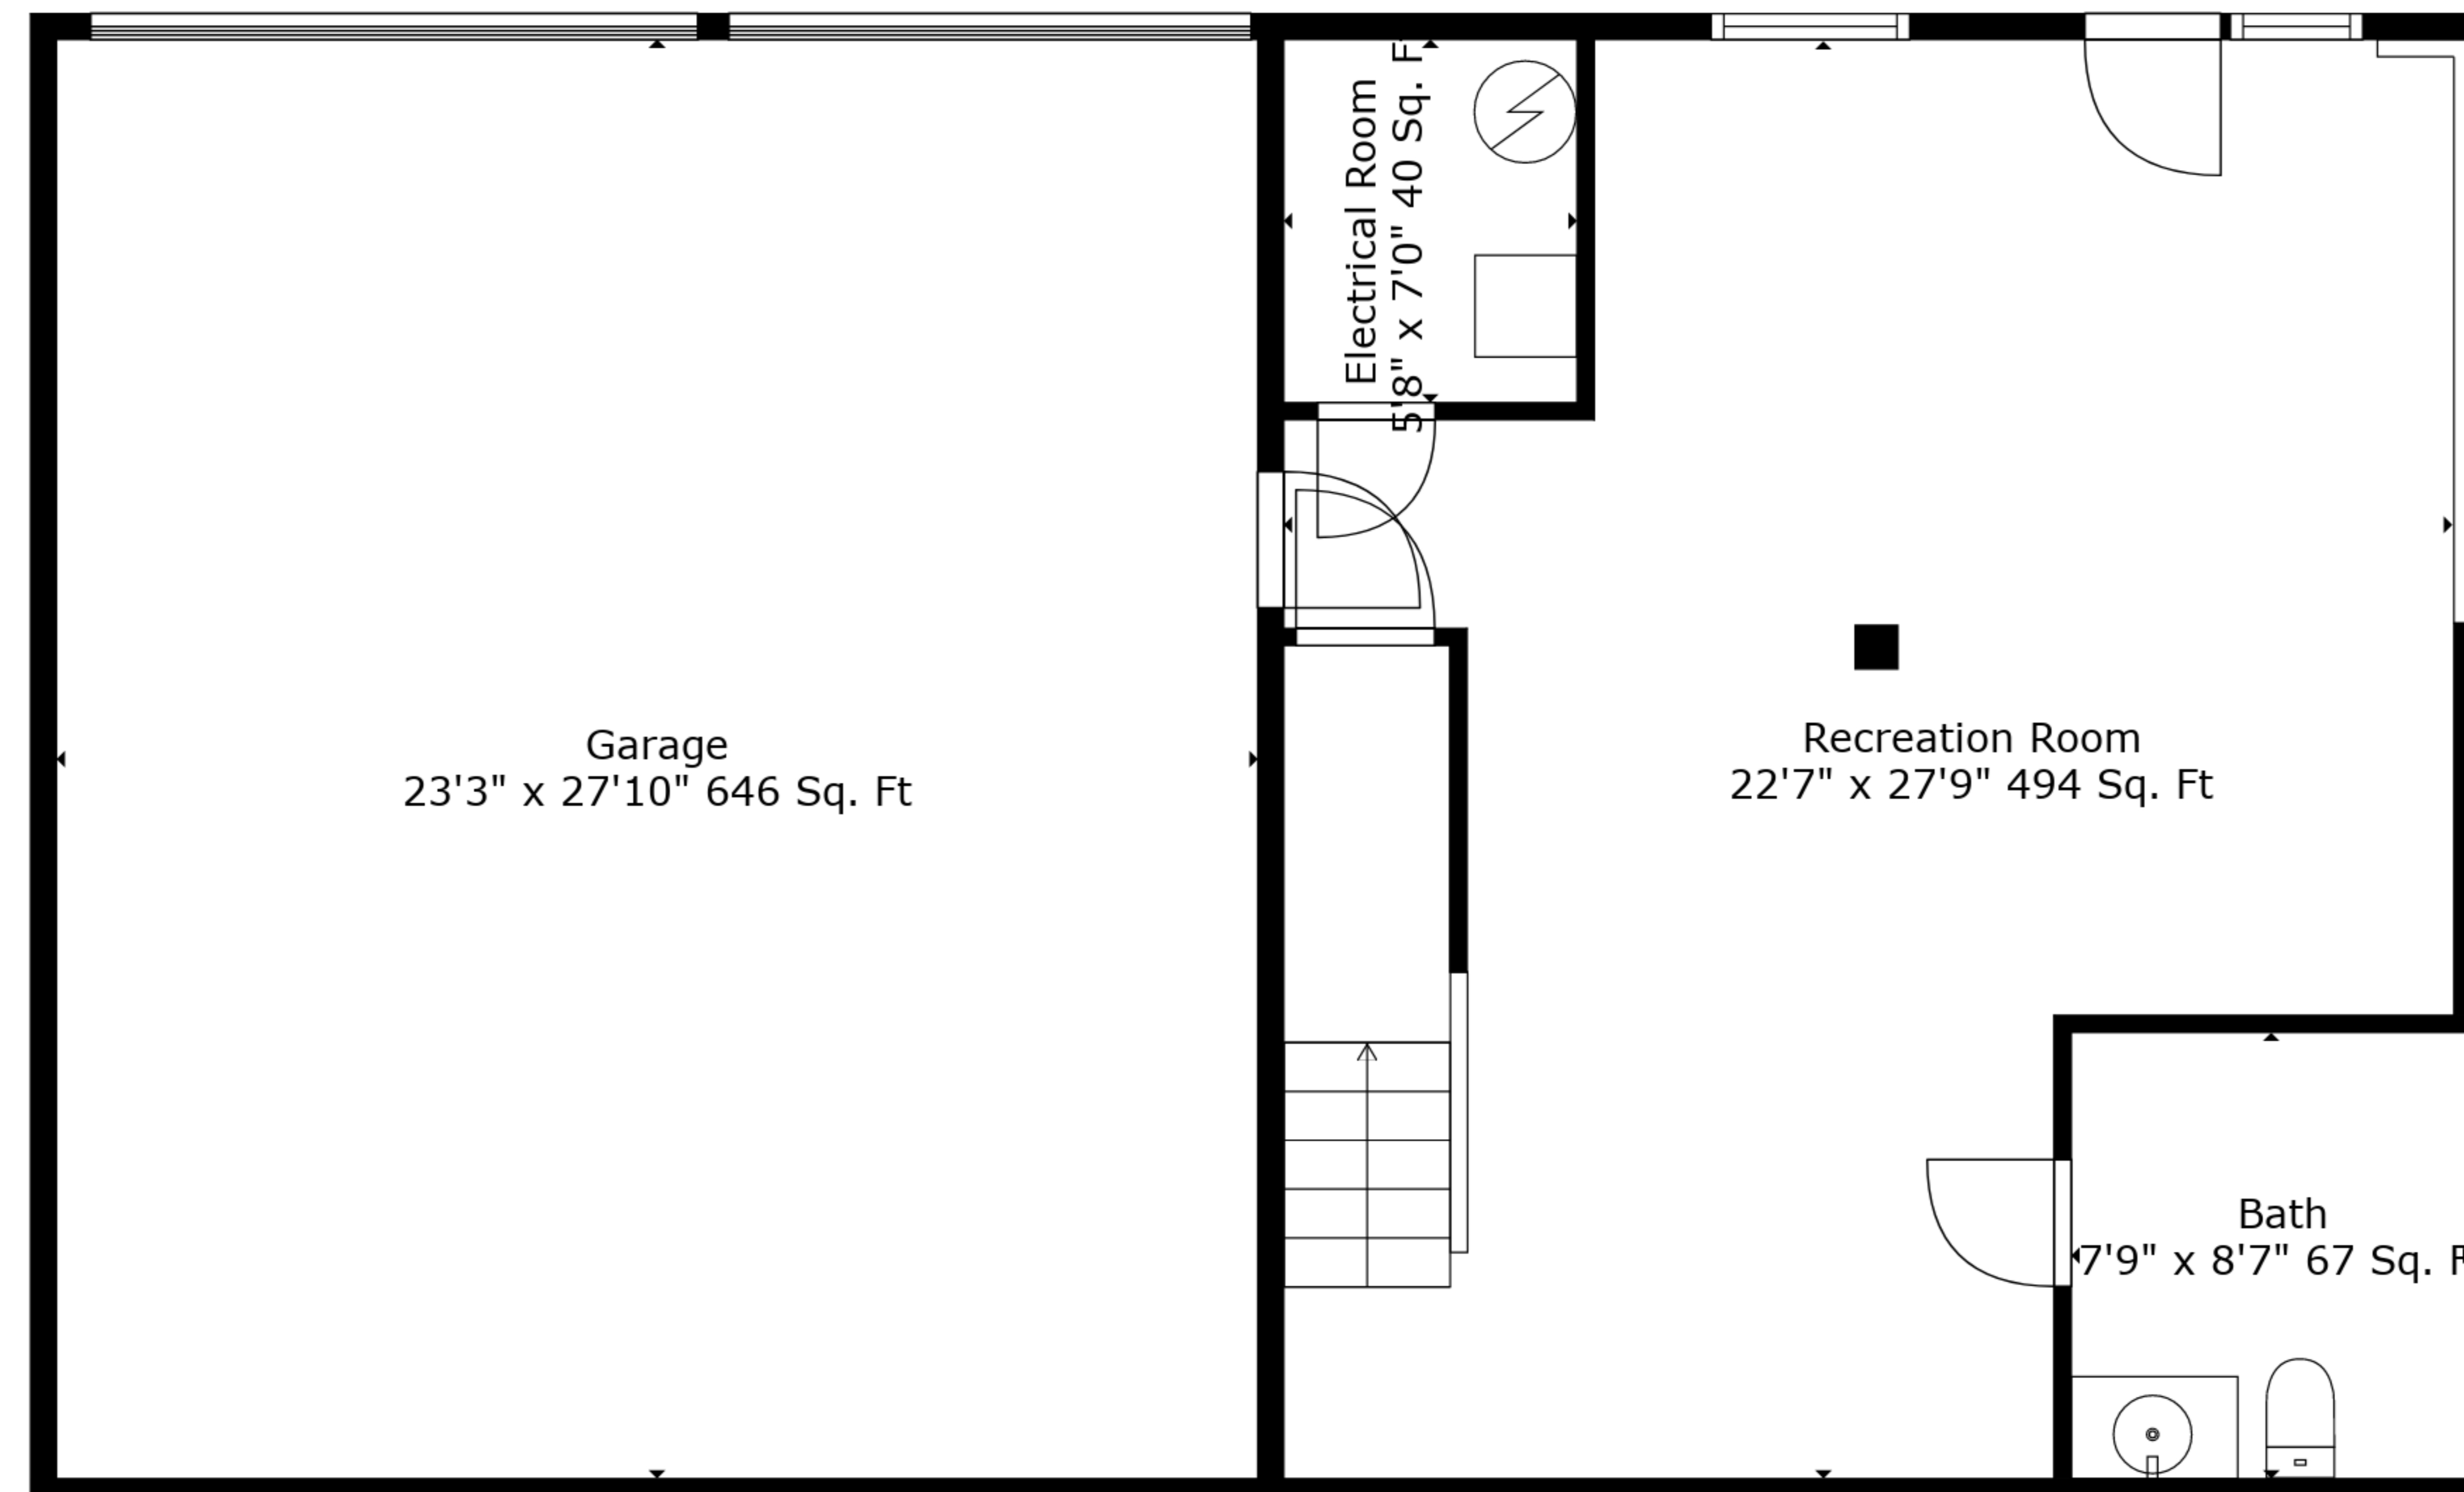 Electrical Room
5'8" x 7'0" 40 Sq. F
Garage
23'3" x 27'10" 646 Sq. Ft
Recreation Room
22'7" x 27'9" 494 Sq. Ft
Bath
7'9" x 8'7" 67 Sq. F